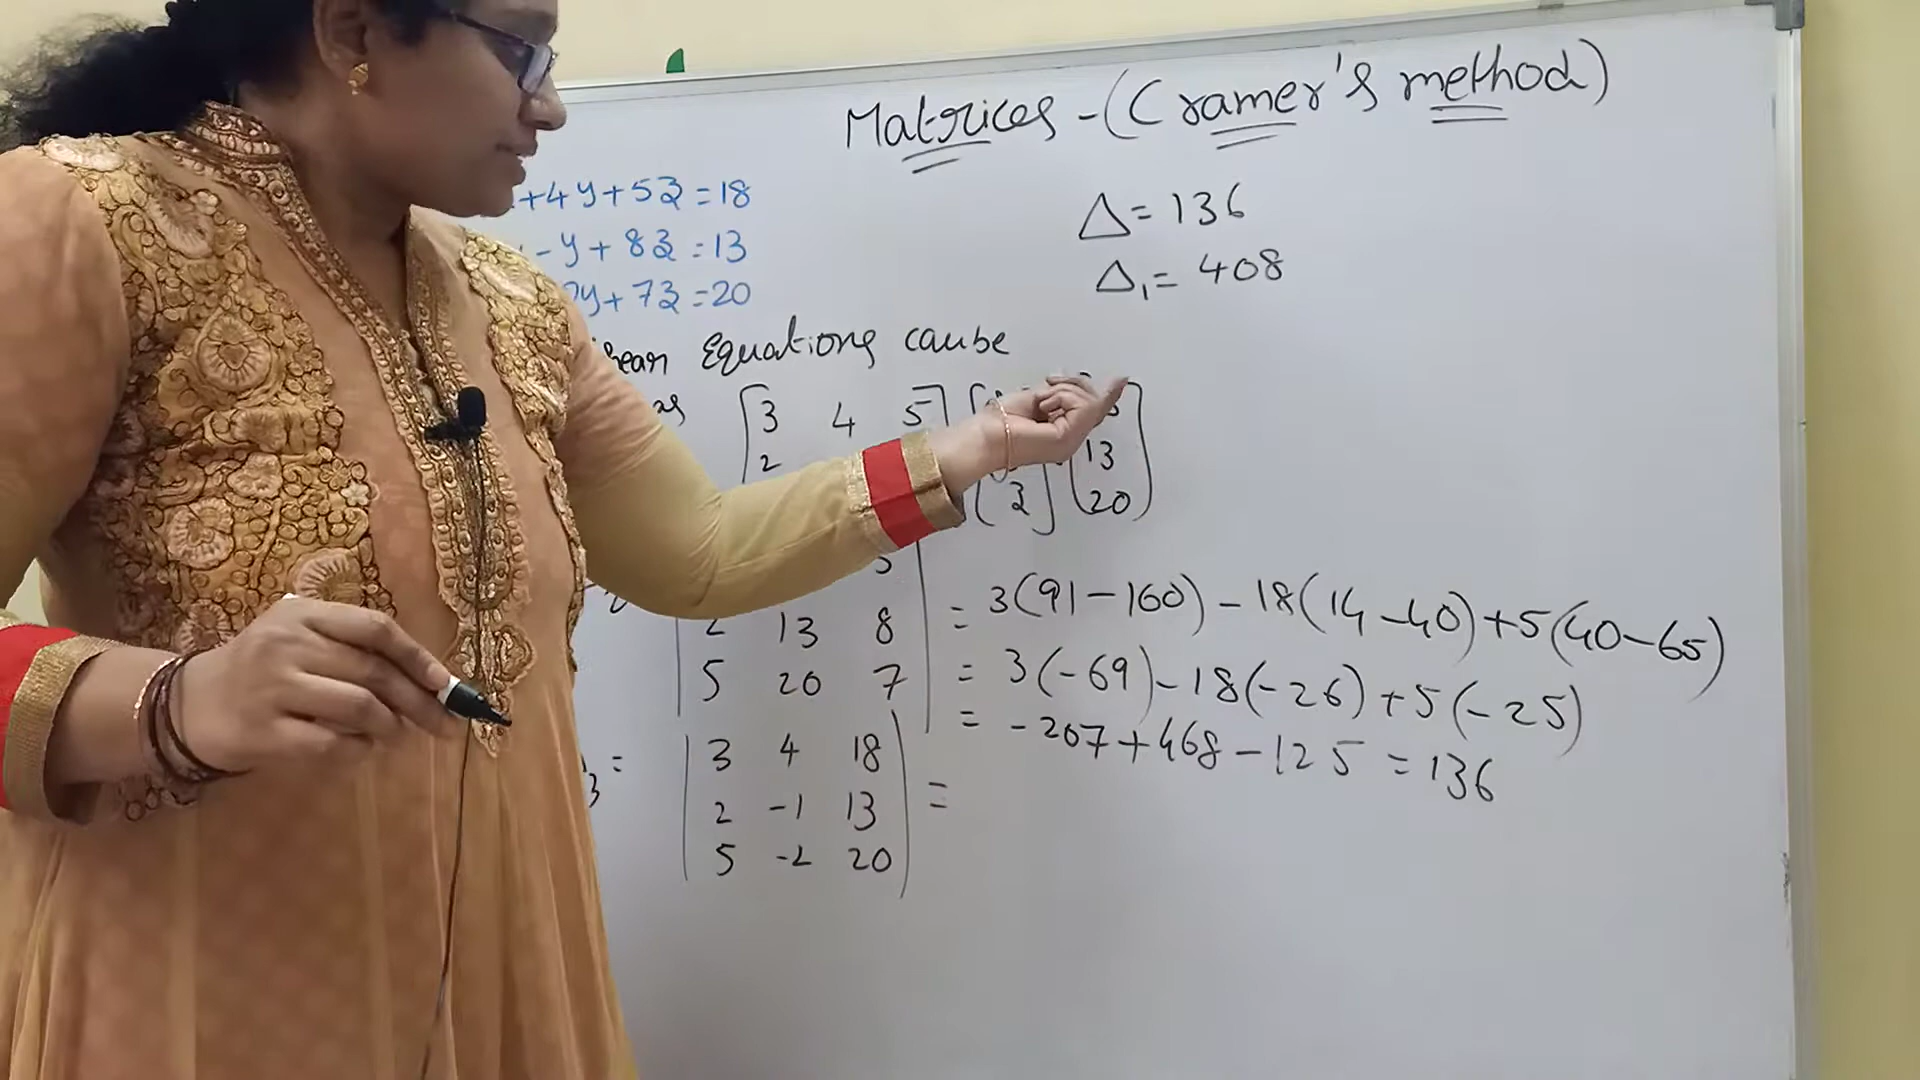 Matrices - (Cramer's method)
+4y+5z=18
-y+8z=13
2y+7z=20
Δ=136
Δ₁=408
linear Equations canbe
as [3 4 5
2
z] [
13
20]
5
2 13 8
5 20 7
=3(91-160)-18(14-40)+5(40-65)
=3(-69)-18(-26)+5(-25)
=-207+468-125=136
3 = |3 4 18
2 -1 13
5 -2 20| =